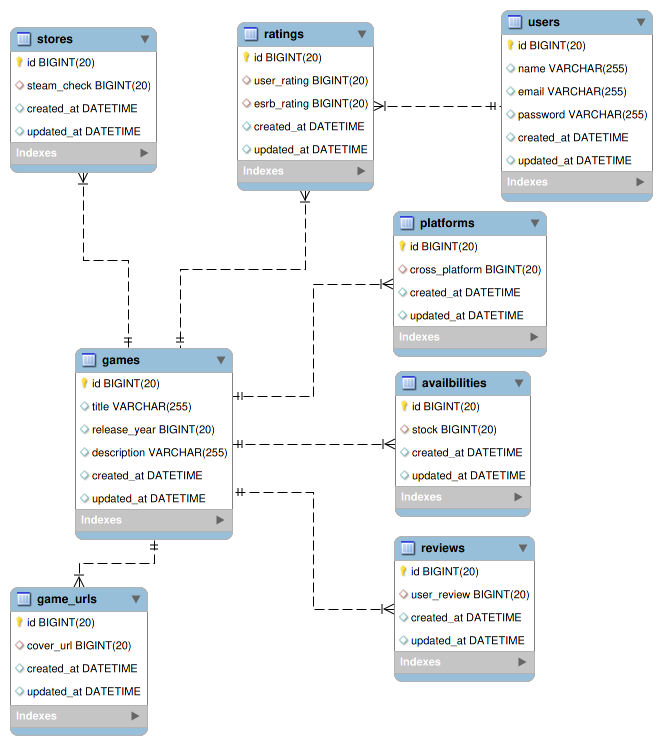 stores
id BIGINT(20)
steam_check BIGINT(20)
created_at DATETIME
updated_at DATETIME
Indexes
ratings
id BIGINT(20)
user_rating BIGINT(20)
esrb_rating BIGINT(20)
created_at DATETIME
updated_at DATETIME
Indexes
users
id BIGINT(20)
name VARCHAR(255)
email VARCHAR(255)
password VARCHAR(255)
created_at DATETIME
updated_at DATETIME
Indexes
platforms
id BIGINT(20)
cross_platform BIGINT(20)
created_at DATETIME
updated_at DATETIME
Indexes
games
id BIGINT(20)
title VARCHAR(255)
release_year BIGINT(20)
description VARCHAR(255)
created_at DATETIME
updated_at DATETIME
Indexes
availbilities
id BIGINT(20)
stock BIGINT(20)
created_at DATETIME
updated_at DATETIME
Indexes
reviews
id BIGINT(20)
user_review BIGINT(20)
created_at DATETIME
updated_at DATETIME
Indexes
game_urls
id BIGINT(20)
cover_url BIGINT(20)
created_at DATETIME
updated_at DATETIME
Indexes